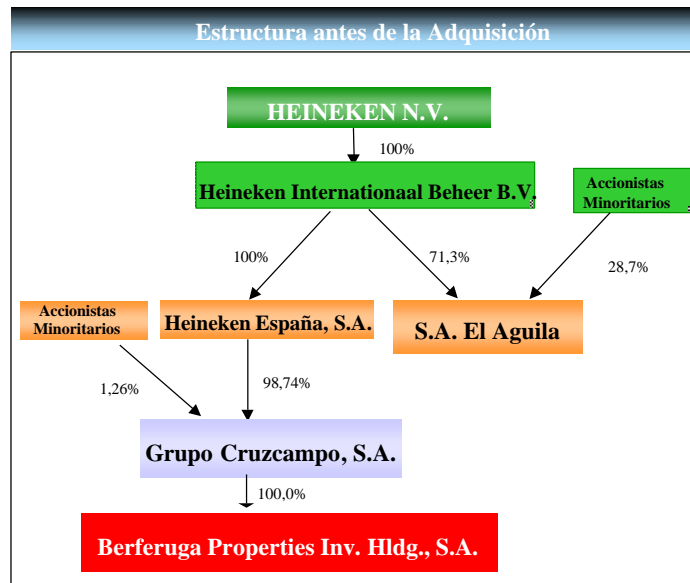 Estructura antes de la Adquisición
HEINEKEN N.V.
100%
Heineken Internationaal Beheer B.V.
Accionistas
Minoritarios
100%
71,3%
28,7%
Accionistas
Minoritarios
Heineken España, S.A.
S.A. El Aguila
1,26%
98,74%
Grupo Cruzcampo, S.A.
100,0%
Berferuga Properties Inv. Hldg., S.A.